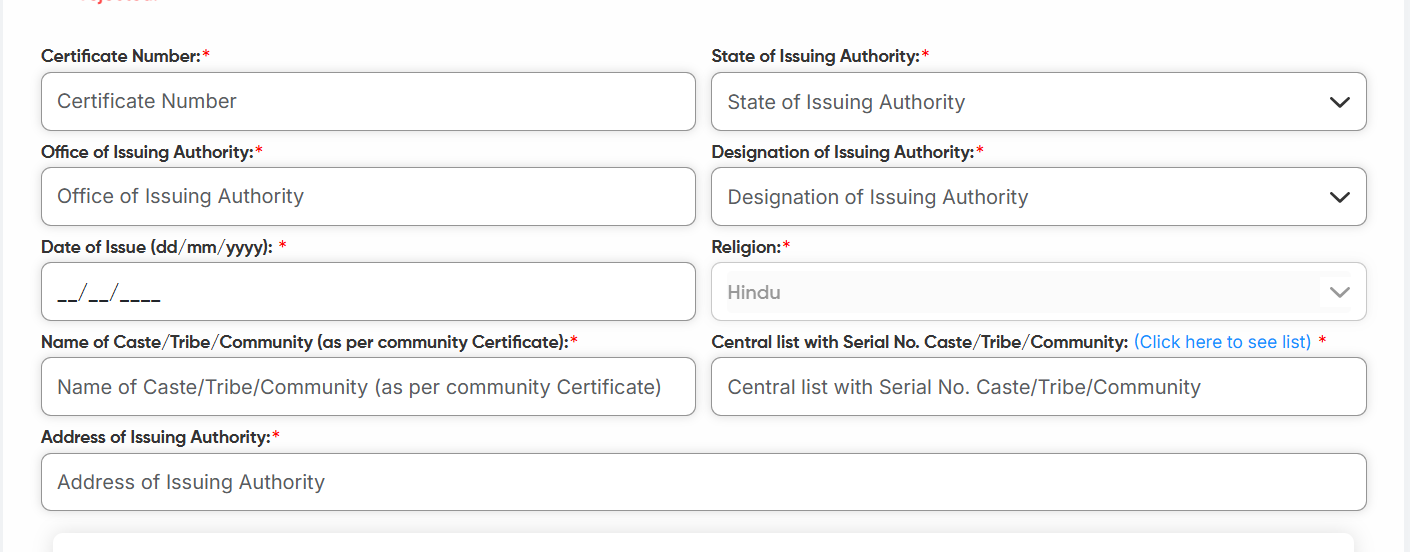 Certificate Number:*
State of Issuing Authority:*
Certificate Number
State of Issuing Authority
Office of Issuing Authority:*
Designation of Issuing Authority:*
Office of Issuing Authority
Designation of Issuing Authority
Date of Issue (dd/mm/yyyy): *
Religion:*
__/__/____
Hindu
Name of Caste/Tribe/Community (as per community Certificate):*
Central list with Serial No. Caste/Tribe/Community: (Click here to see list) *
Name of Caste/Tribe/Community (as per community Certificate)
Central list with Serial No. Caste/Tribe/Community
Address of Issuing Authority:*
Address of Issuing Authority